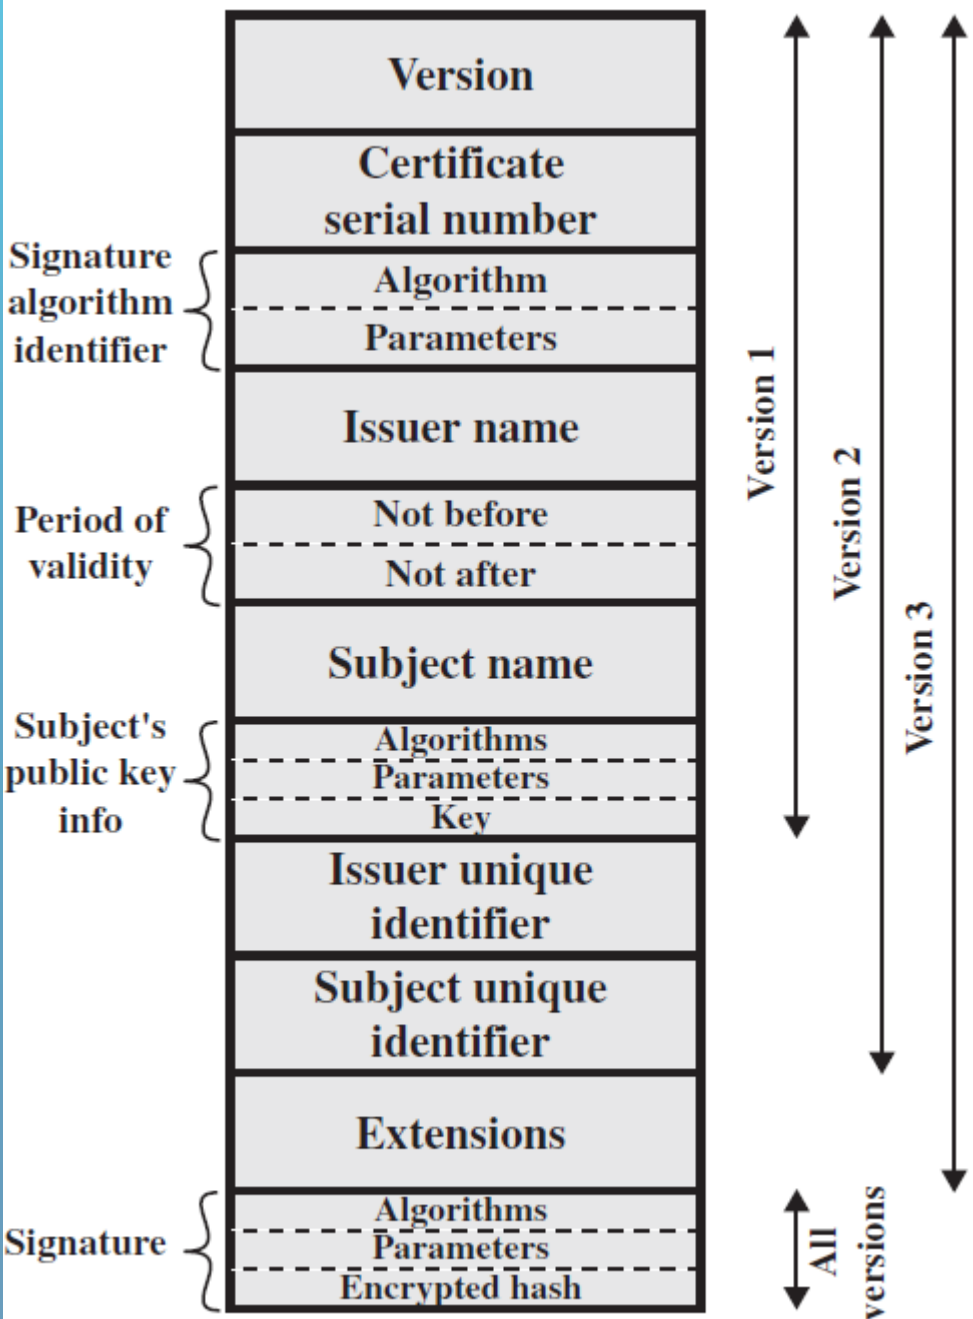 Version
Certificate
serial number
Signature
algorithm
identifier
Algorithm
Parameters
Issuer name
Period of
validity
Not before
Not after
Subject name
Subject's
public key
info
Algorithms
Parameters
Key
Issuer unique
identifier
Subject unique
identifier
Extensions
Signature
Algorithms
Parameters
Encrypted hash
Version 1
Version 2
Version 3
All
versions